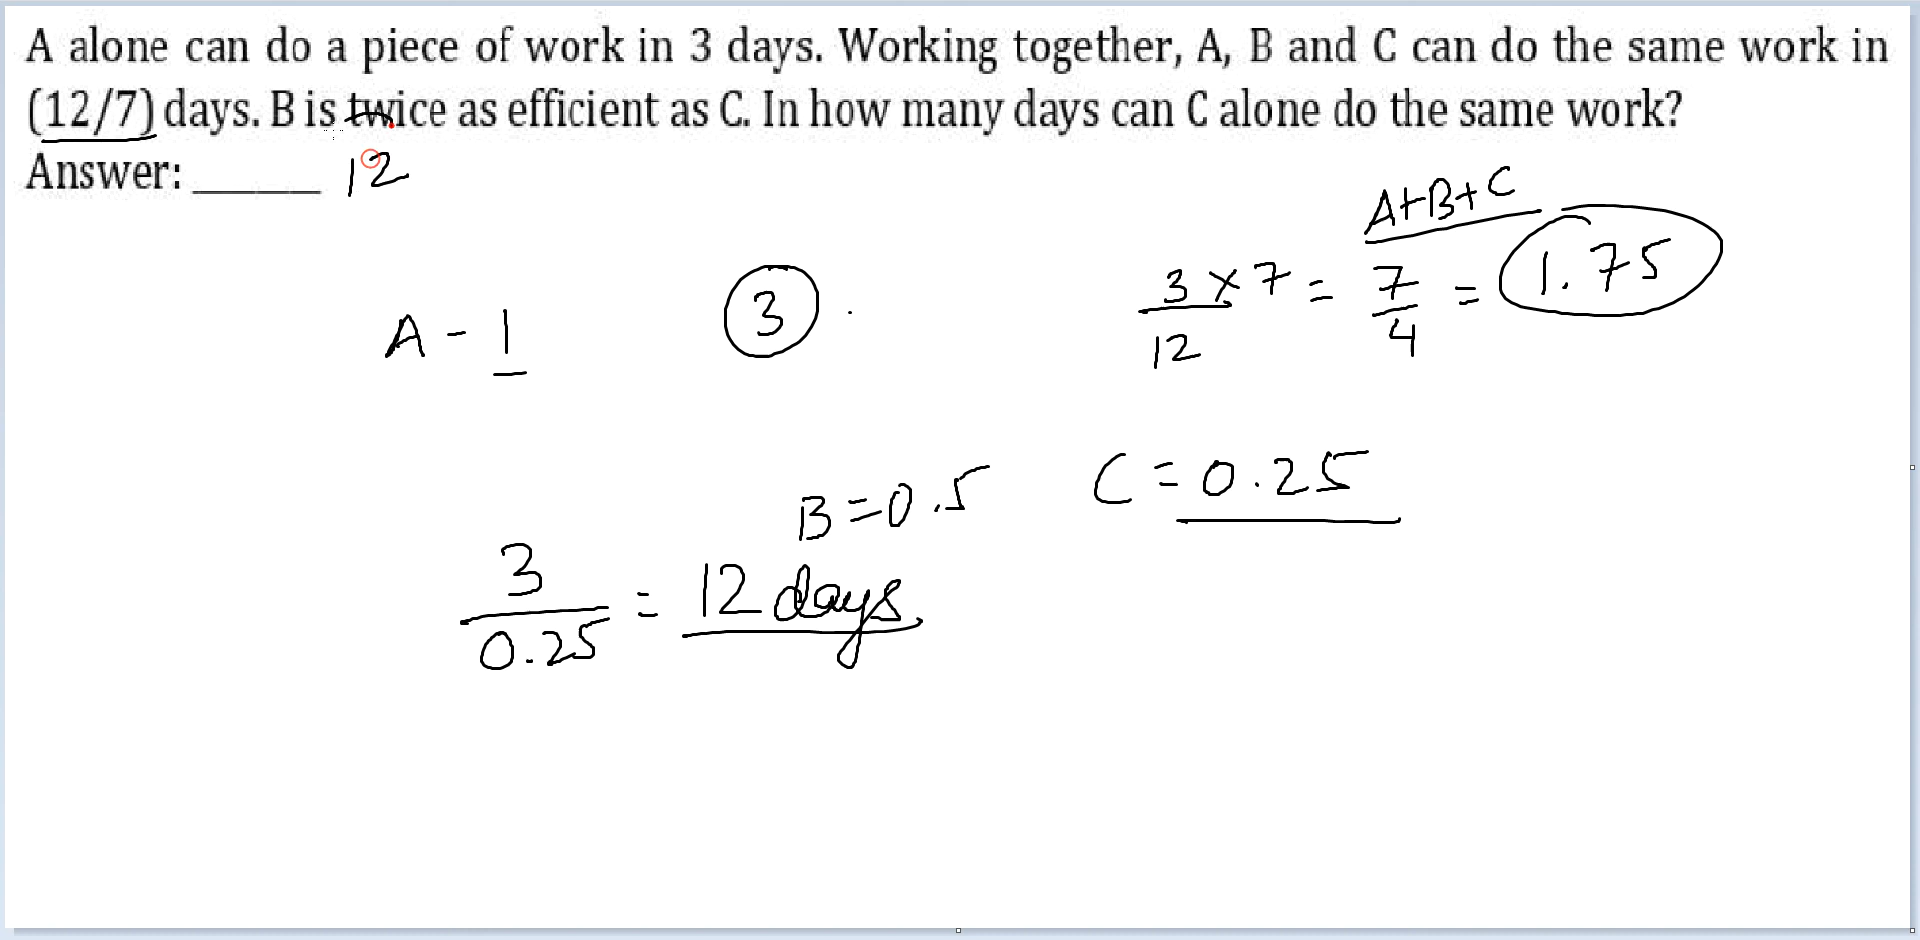 A alone can do a piece of work in 3 days. Working together, A, B and C can do the same work in
(12/7) days. B is twice as efficient as C. In how many days can C alone do the same work?
Answer: ______ 12
A+B+C
3 × 7 / 12 = 7/4 = 1.75
A - 1 3
B = 0.5 C = 0.25
3 / 0.25 = 12 days